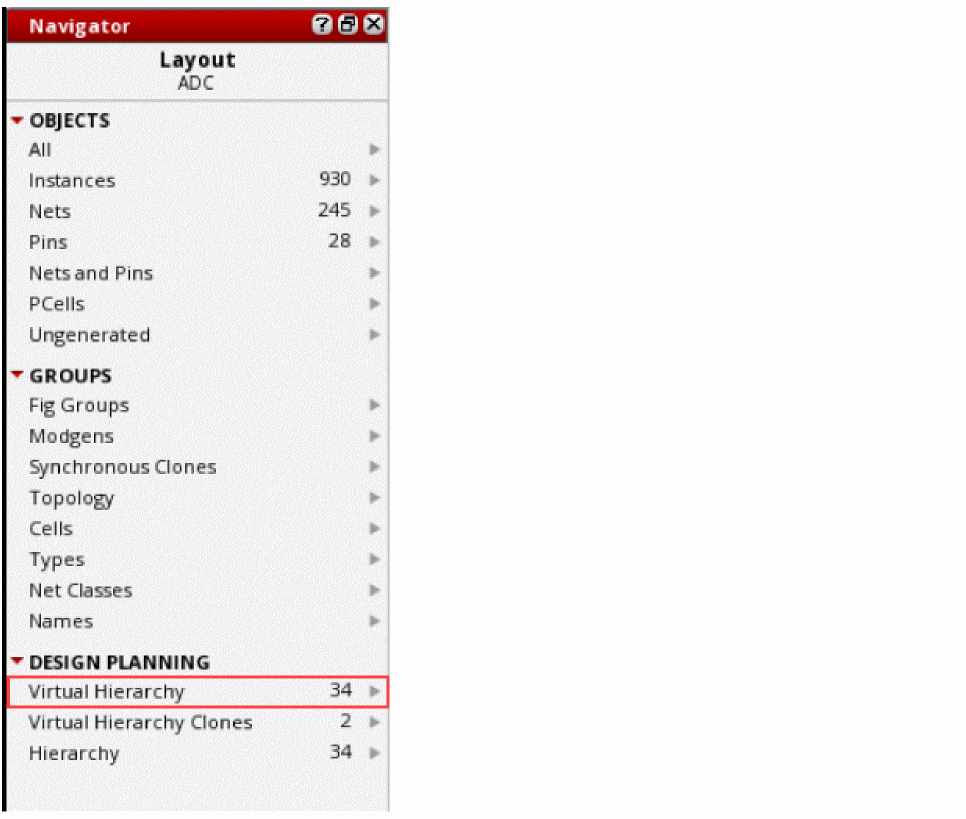 Navigator
Layout
ADC
OBJECTS
All
Instances 930
Nets 245
Pins 28
Nets and Pins
PCells
Ungenerated
GROUPS
Fig Groups
Modgens
Synchronous Clones
Topology
Cells
Types
Net Classes
Names
DESIGN PLANNING
Virtual Hierarchy 34
Virtual Hierarchy Clones 2
Hierarchy 34